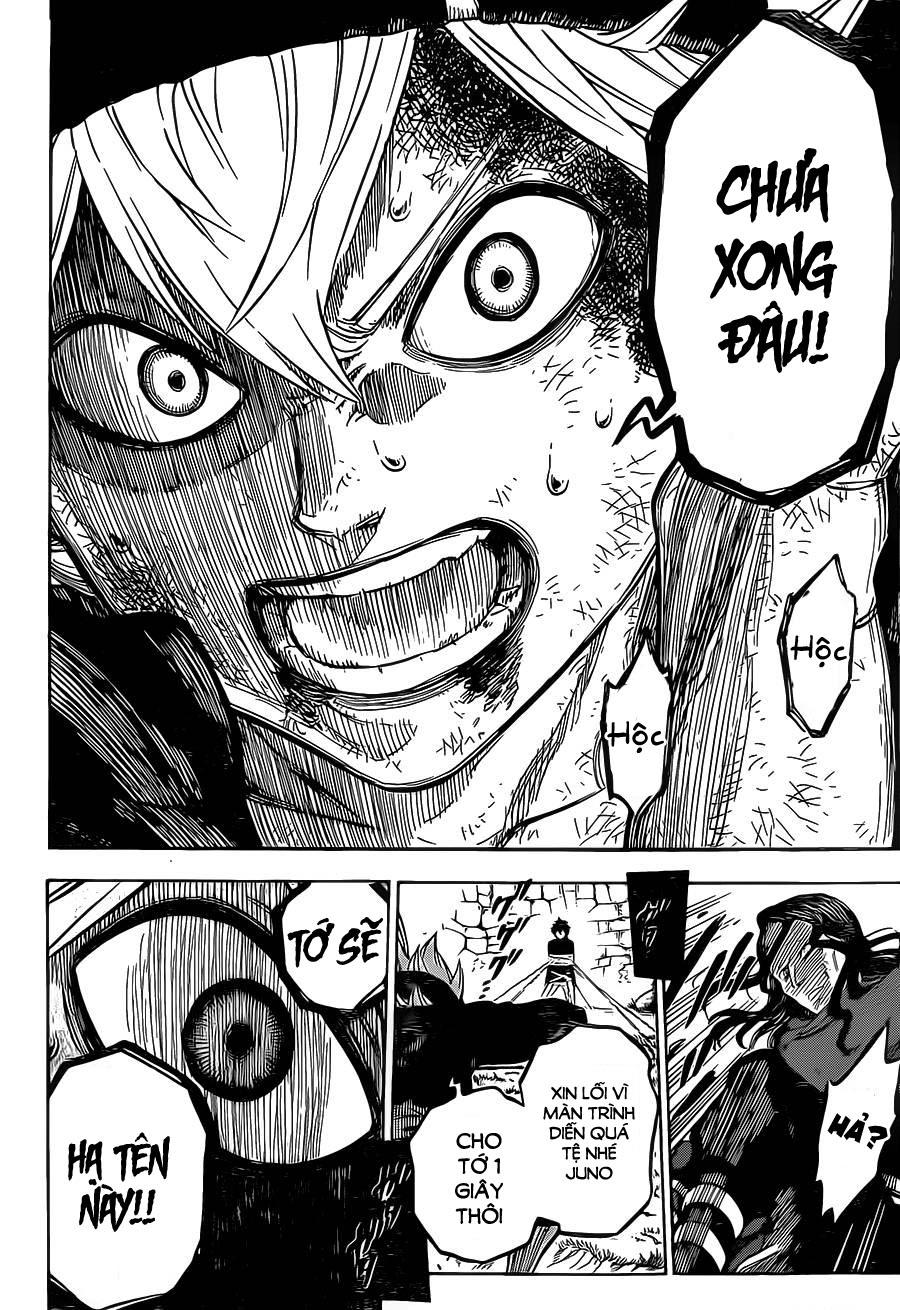 CHƯA
XONG
ĐÂU!
HỘC
HỘC
HẢ?
XIN LỐI VÌ
MÀN TRÌNH
DIỄN QUÁ
TỆ NHÉ
JUNO
CHO
TỚ 1
GIÂY
THÔI
TỚ SẼ
HẠ TÊN
NÀY!!